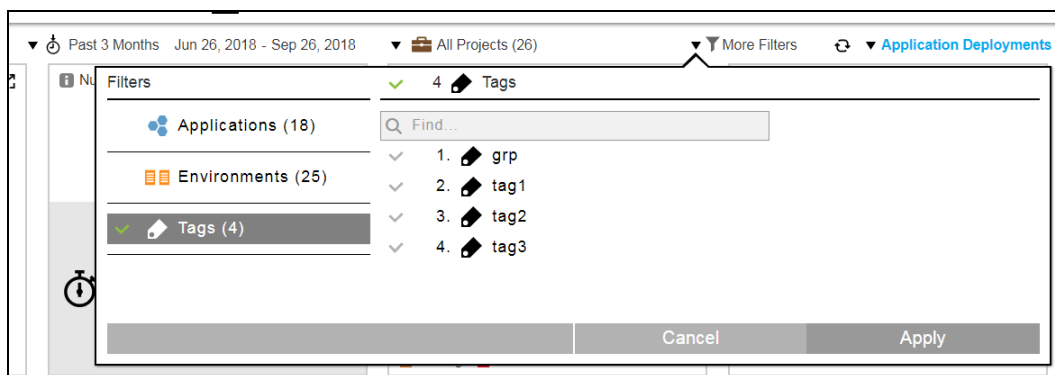 Past 3 Months Jun 26, 2018 - Sep 26, 2018 All Projects (26) More Filters Application Deployments
Nu
Filters
Applications (18)
Environments (25)
Tags (4)
4 Tags
Find...
1. grp
2. tag1
3. tag2
4. tag3
Cancel Apply